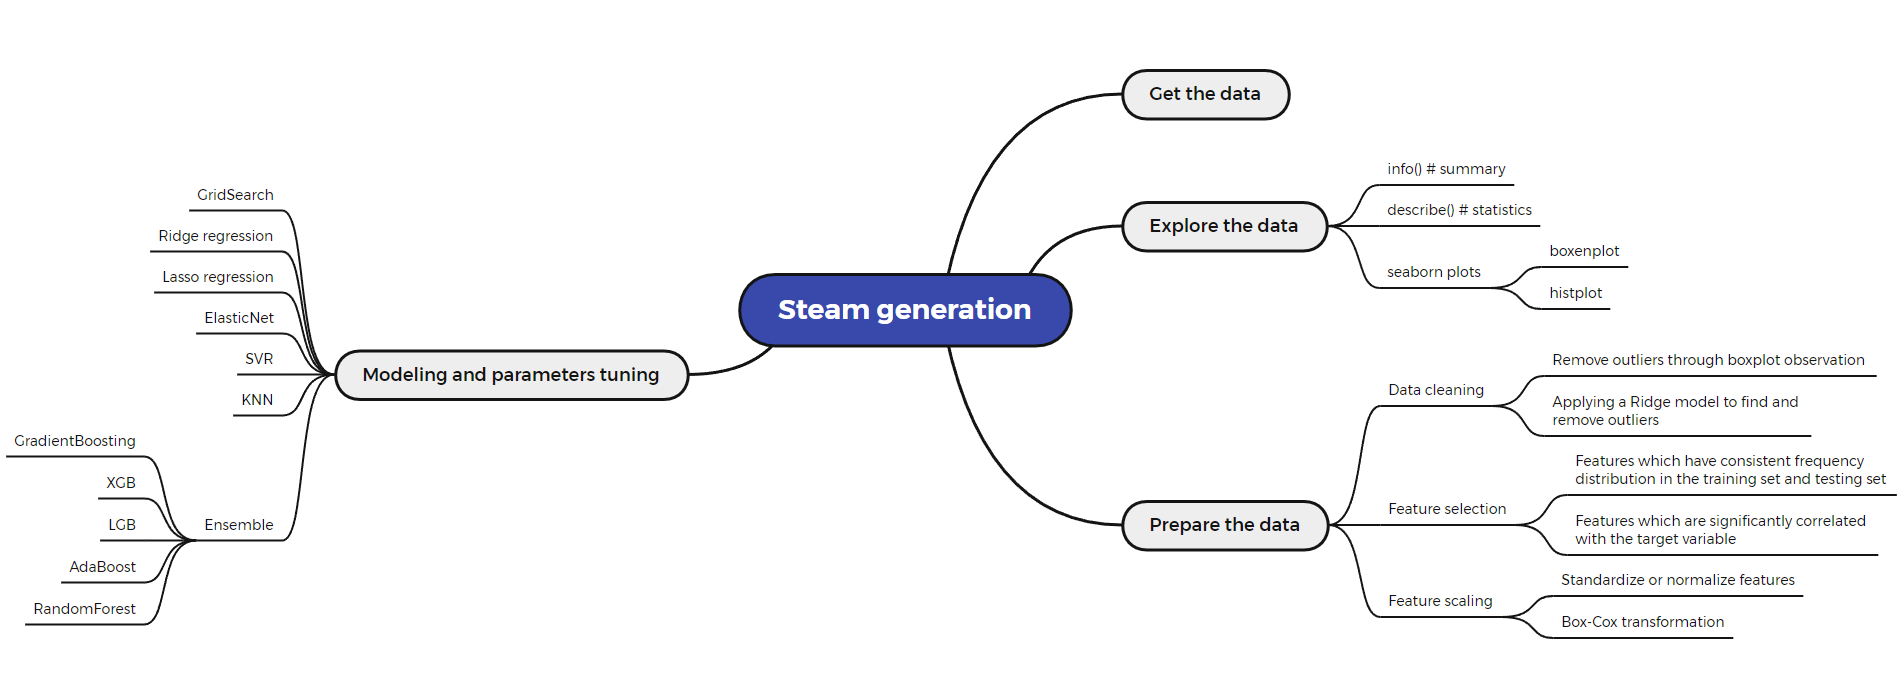 Steam generation
Get the data
Explore the data
info() # summary
describe() # statistics
seaborn plots
boxenplot
histplot
Prepare the data
Data cleaning
Remove outliers through boxplot observation
Applying a Ridge model to find and
remove outliers
Feature selection
Features which have consistent frequency
distribution in the training set and testing set
Features which are significantly correlated
with the target variable
Feature scaling
Standardize or normalize features
Box-Cox transformation
Modeling and parameters tuning
GridSearch
Ridge regression
Lasso regression
ElasticNet
SVR
KNN
Ensemble
GradientBoosting
XGB
LGB
AdaBoost
RandomForest